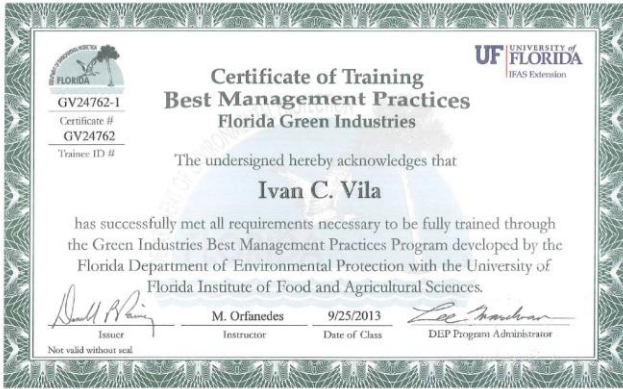 FLORIDA
GV24762-1
Certificate #
GV24762
Trainee ID #
UF UNIVERSITY of
FLORIDA
IFAS Extension
Certificate of Training
Best Management Practices
Florida Green Industries
The undersigned hereby acknowledges that
Ivan C. Vila
has successfully met all requirements necessary to be fully trained through
the Green Industries Best Management Practices Program developed by the
Florida Department of Environmental Protection with the University of
Florida Institute of Food and Agricultural Sciences.
M. Orfanedes 9/25/2013
Issuer Instructor Date of Class DEP Program Administrator
Not valid without seal